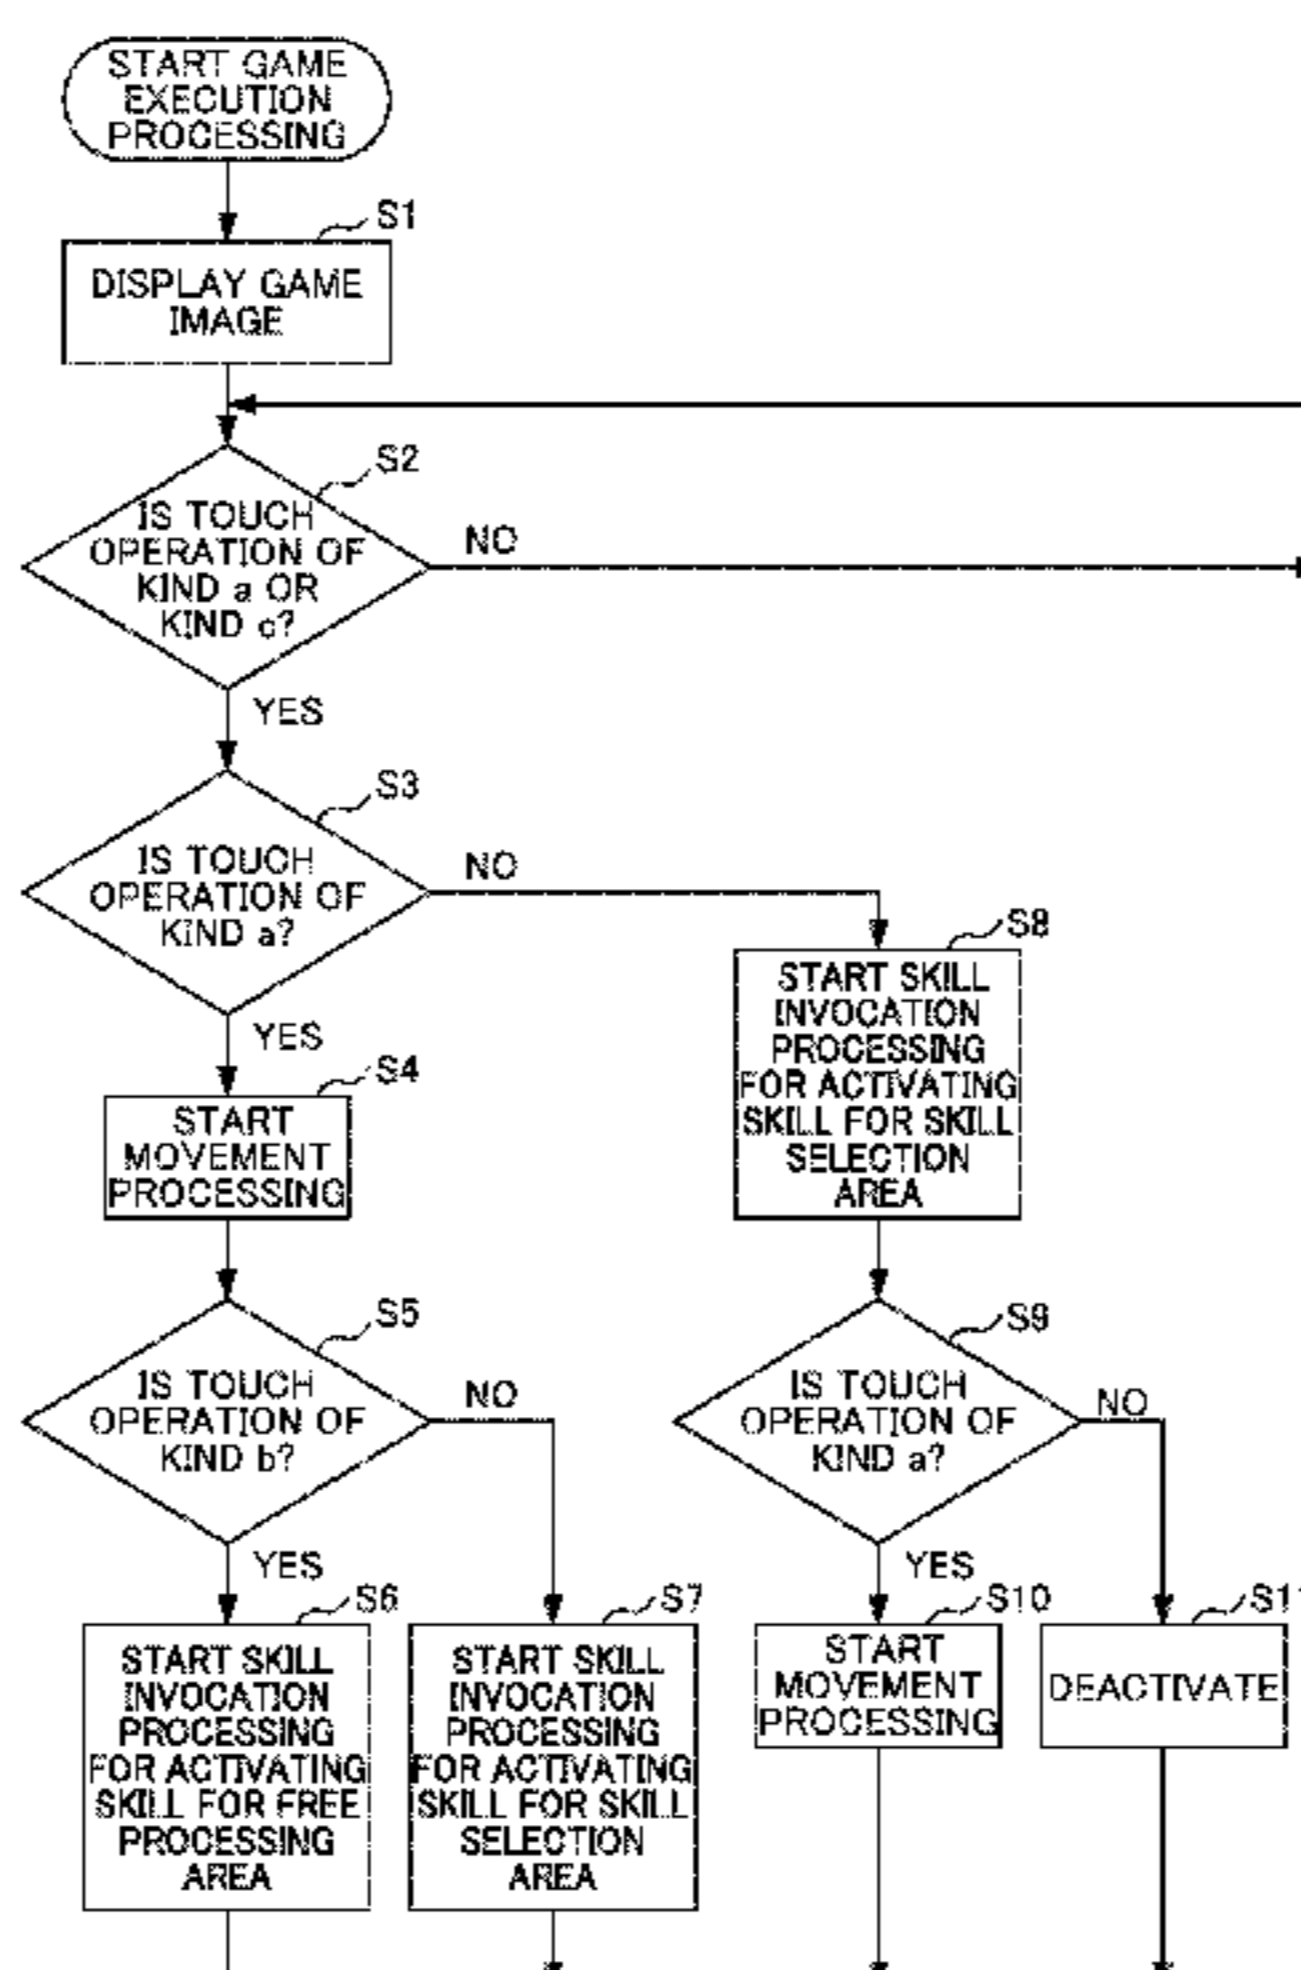 START GAME
EXECUTION
PROCESSING
S1
DISPLAY GAME
IMAGE
S2
IS TOUCH
OPERATION OF
KIND a OR
KIND c?
NO
YES
S3
IS TOUCH
OPERATION OF
KIND a?
NO
YES
S8
START SKILL
INVOCATION
PROCESSING
FOR ACTIVATING
SKILL FOR SKILL
SELECTION
AREA
S4
START
MOVEMENT
PROCESSING
S5
IS TOUCH
OPERATION OF
KIND b?
NO
YES
S9
IS TOUCH
OPERATION OF
KIND a?
NO
YES
S6
START SKILL
INVOCATION
PROCESSING
FOR ACTIVATING
SKILL FOR FREE
PROCESSING
AREA
S7
START SKILL
INVOCATION
PROCESSING
FOR ACTIVATING
SKILL FOR SKILL
SELECTION
AREA
S10
START
MOVEMENT
PROCESSING
S11
DEACTIVATE